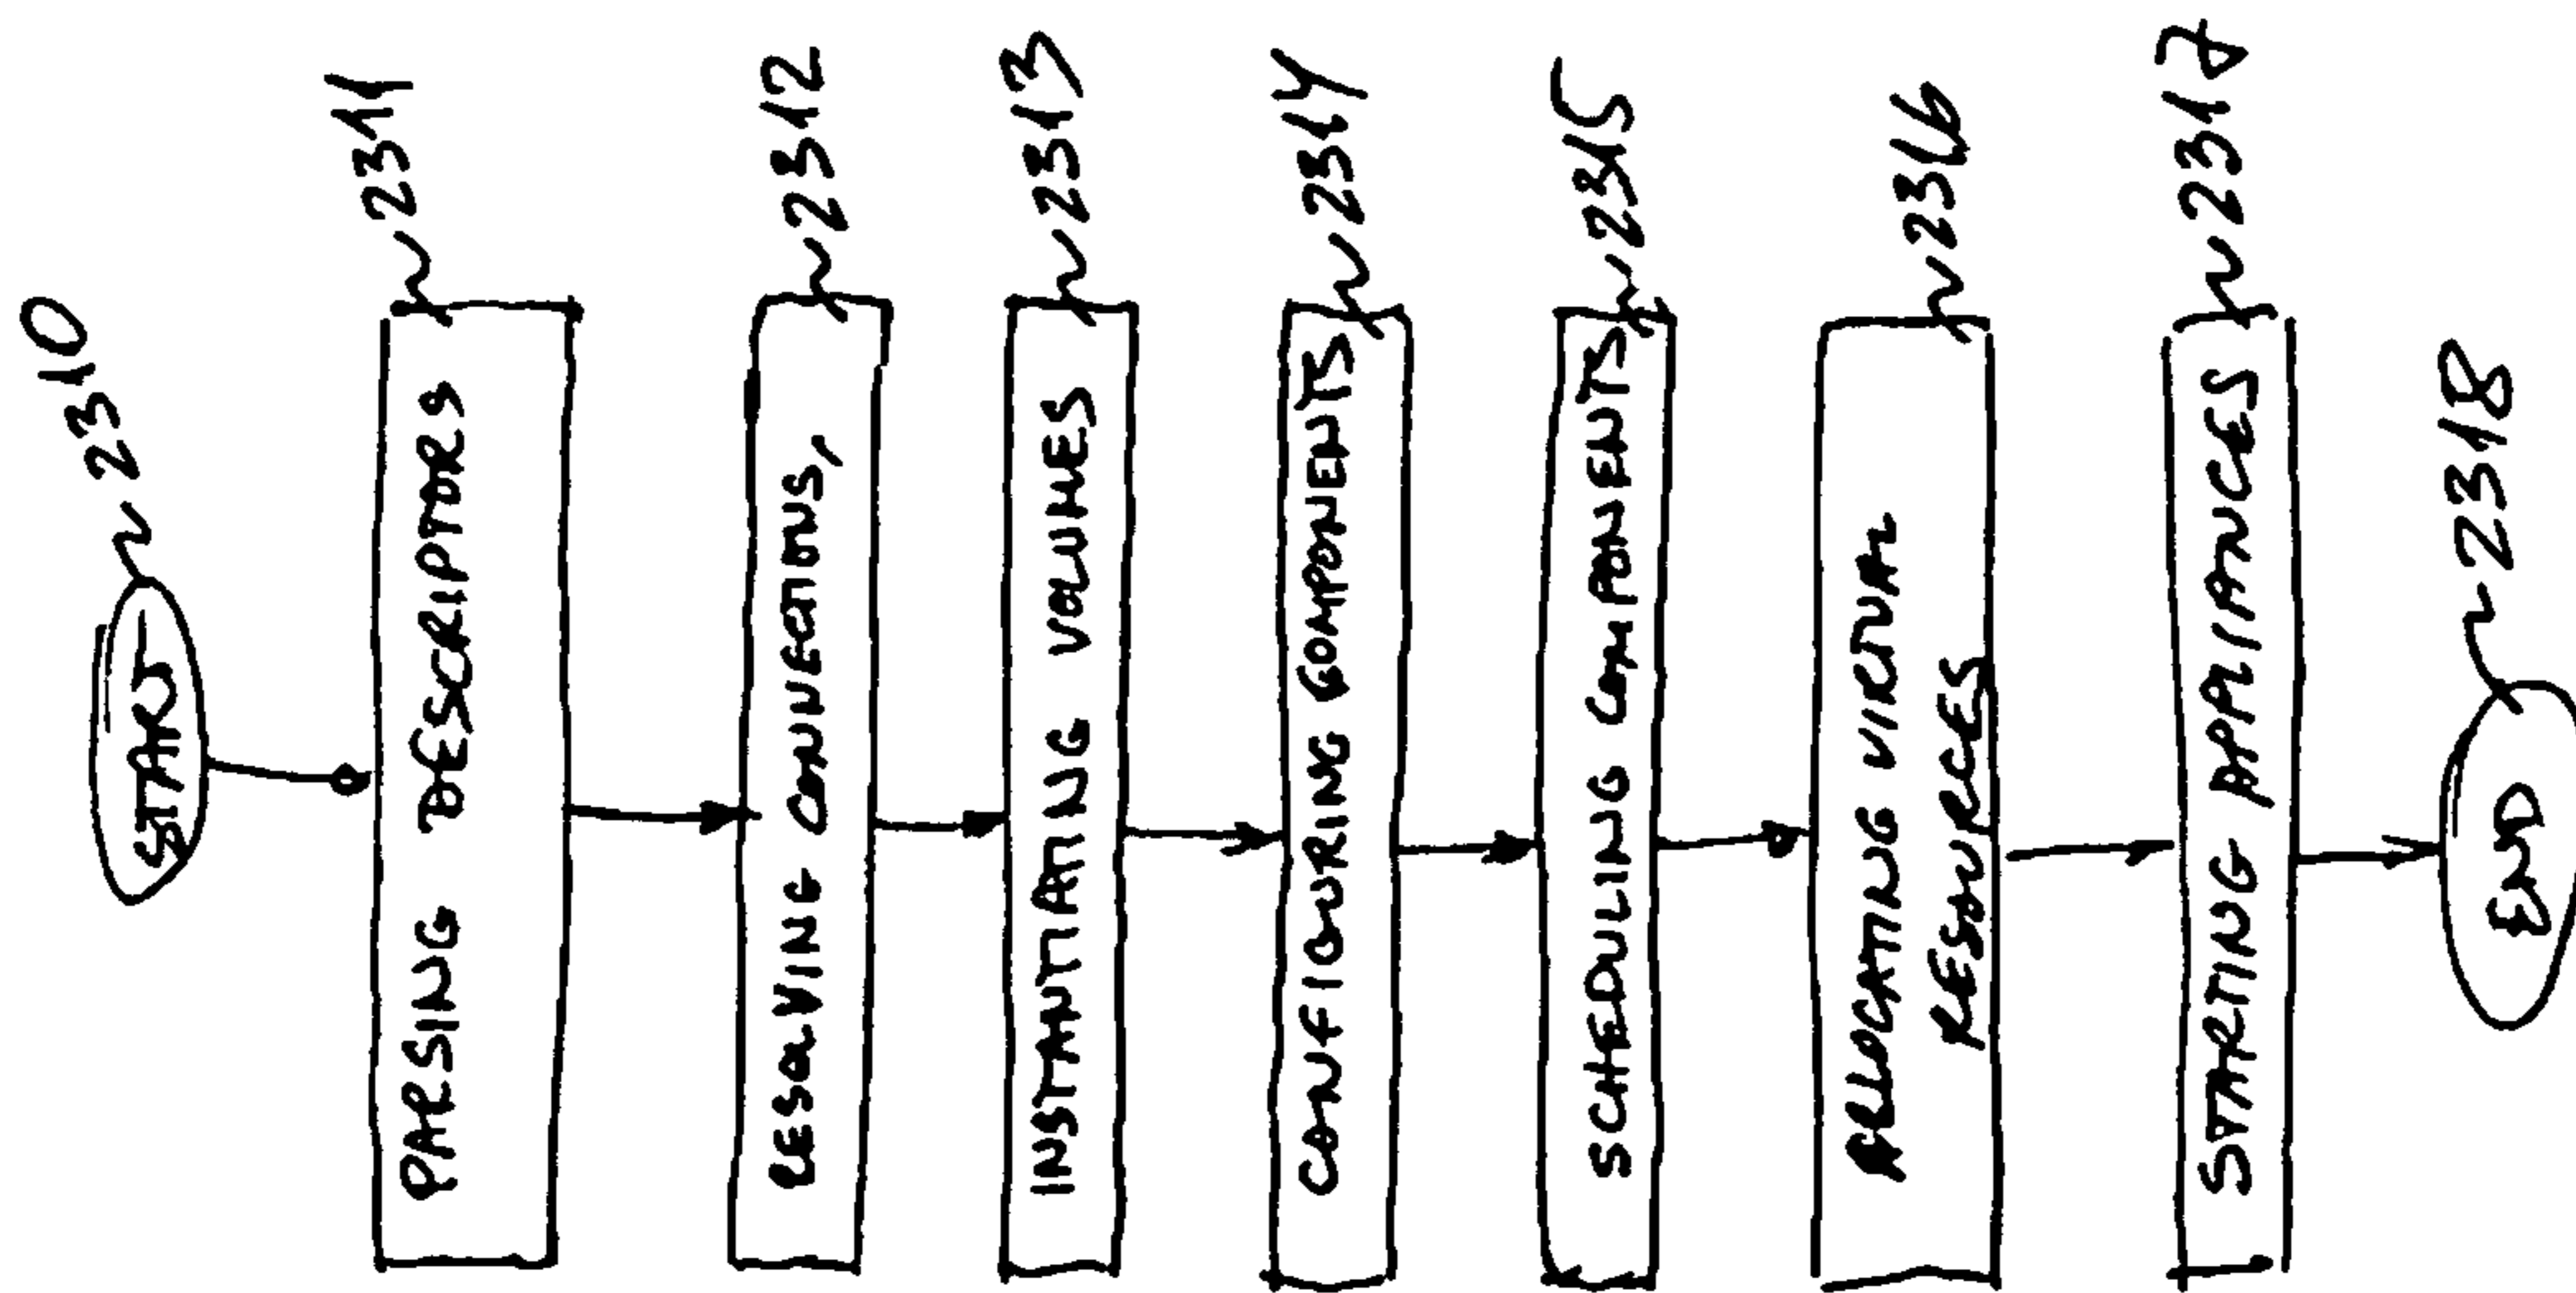 START 2310
PARSING DESCRIPTORS 2311
RESOLVING CONNECTIONS, 2312
INSTANTIATING VOLUMES 2313
CONFIGURING COMPONENTS 2314
SCHEDULING COMPONENTS 2315
ALLOCATING VIRTUAL
RESOURCES 2316
STARTING APPLIANCES 2317
END 2318